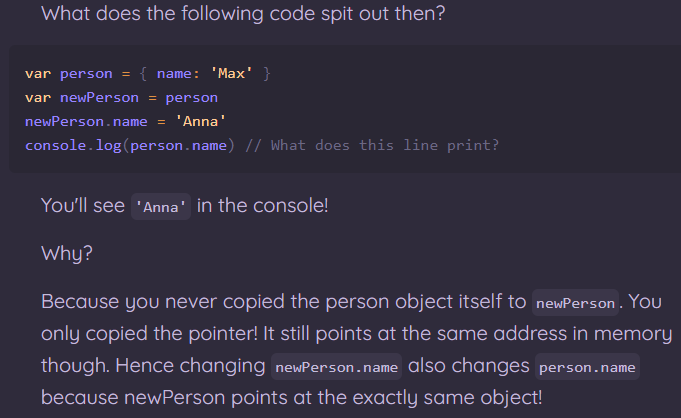 What does the following code spit out then?
var person = { name: 'Max' }
var newPerson = person
newPerson.name = 'Anna'
console.log(person.name) // What does this line print?
You'll see 'Anna' in the console!
Why?
Because you never copied the person object itself to newPerson. You
only copied the pointer! It still points at the same address in memory
though. Hence changing newPerson.name also changes person.name
because newPerson points at the exactly same object!